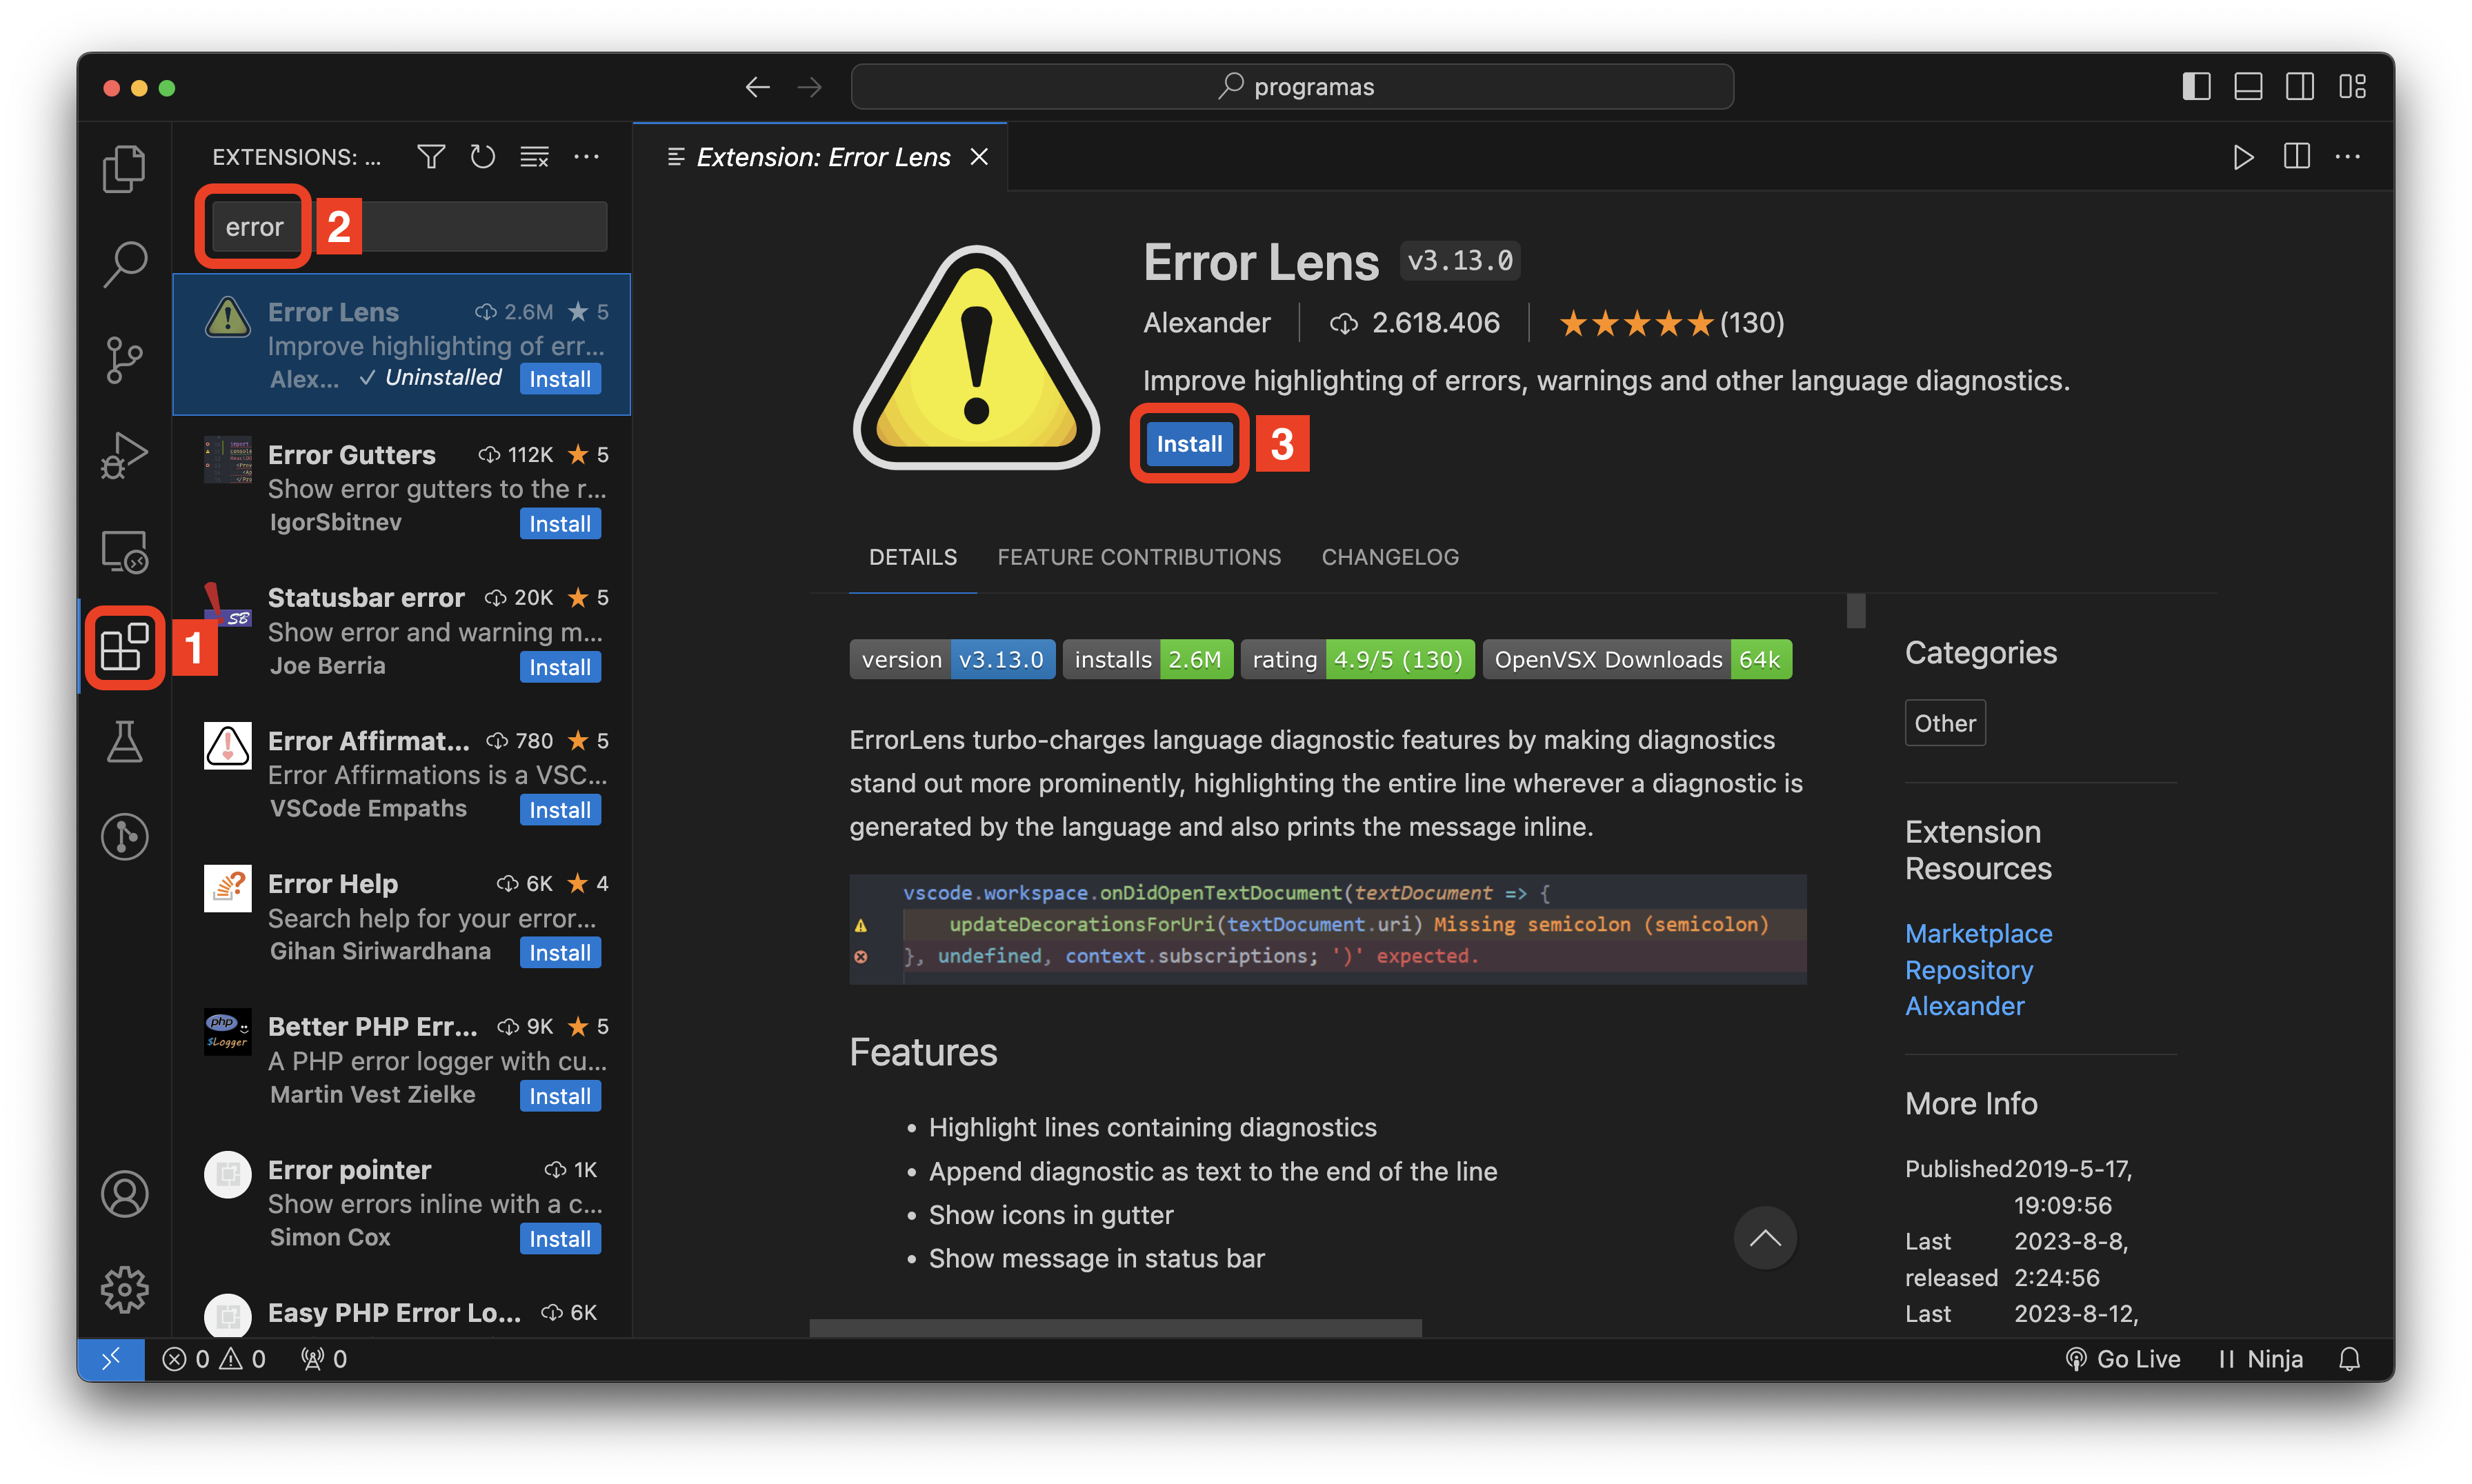 programas
EXTENSIONS: ...
Extension: Error Lens
error
2
Error Lens 2.6M 5
Improve highlighting of err...
Alex... Uninstalled Install
Error Gutters 112K 5
Show error gutters to the r...
IgorSbitnev Install
Statusbar error 20K 5
SB
Show error and warning m...
Joe Berria Install
1
Error Affirmat... 780 5
Error Affirmations is a VSC...
VSCode Empaths Install
Error Help 6K 4
Search help for your error...
Gihan Siriwardhana Install
Better PHP Err... 9K 5
php
$Logger
A PHP error logger with cu...
Martin Vest Zielke Install
Error pointer 1K
Show errors inline with a c...
Simon Cox Install
Easy PHP Error Lo... 6K
Error Lens v3.13.0
Alexander 2.618.406 ★★★★★(130)
Improve highlighting of errors, warnings and other language diagnostics.
Install 3
DETAILS FEATURE CONTRIBUTIONS CHANGELOG
version v3.13.0 installs 2.6M rating 4.9/5 (130) OpenVSX Downloads 64k
ErrorLens turbo-charges language diagnostic features by making diagnostics
stand out more prominently, highlighting the entire line wherever a diagnostic is
generated by the language and also prints the message inline.
vscode.workspace.onDidOpenTextDocument(textDocument => {
updateDecorationsForUri(textDocument.uri) Missing semicolon (semicolon)
}, undefined, context.subscriptions; ')' expected.
Features
• Highlight lines containing diagnostics
• Append diagnostic as text to the end of the line
• Show icons in gutter
• Show message in status bar
Categories
Other
Extension
Resources
Marketplace
Repository
Alexander
More Info
Published 2019-5-17,
19:09:56
Last 2023-8-8,
released 2:24:56
Last 2023-8-12,
0 0 0
Go Live Ninja